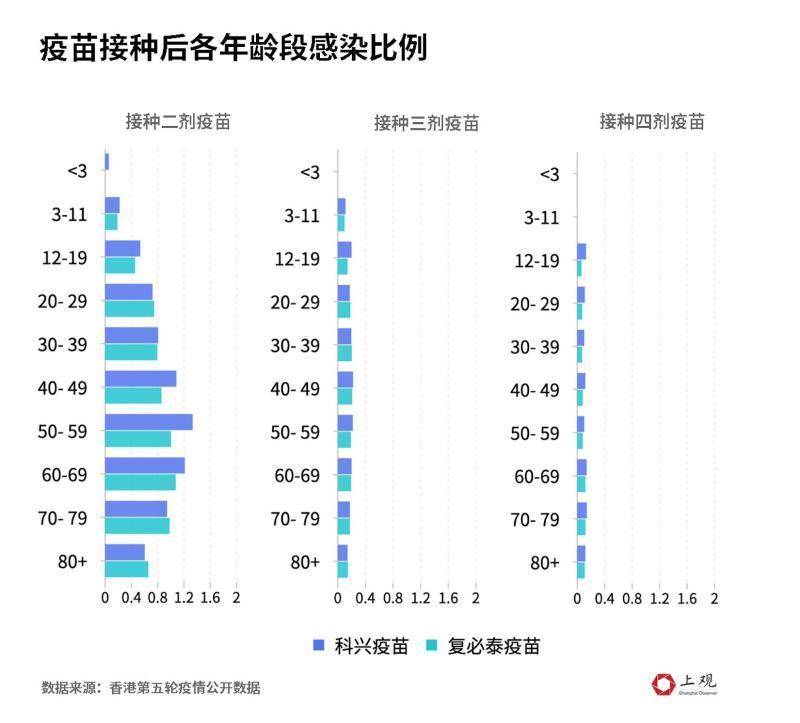 疫苗接种后各年龄段感染比例
接种二剂疫苗 接种三剂疫苗 接种四剂疫苗
<3 <3 <3
3-11 3-11 3-11
12-19 12-19 12-19
20- 29 20- 29 20- 29
30- 39 30- 39 30- 39
40- 49 40- 49 40- 49
50- 59 50- 59 50- 59
60-69 60-69 60-69
70- 79 70- 79 70- 79
80+ 80+ 80+
0 0.4 0.8 1.2 1.6 2 0 0.4 0.8 1.2 1.6 2 0 0.4 0.8 1.2 1.6 2
科兴疫苗 复必泰疫苗
数据来源：香港第五轮疫情公开数据
上观
Shanghai Observer